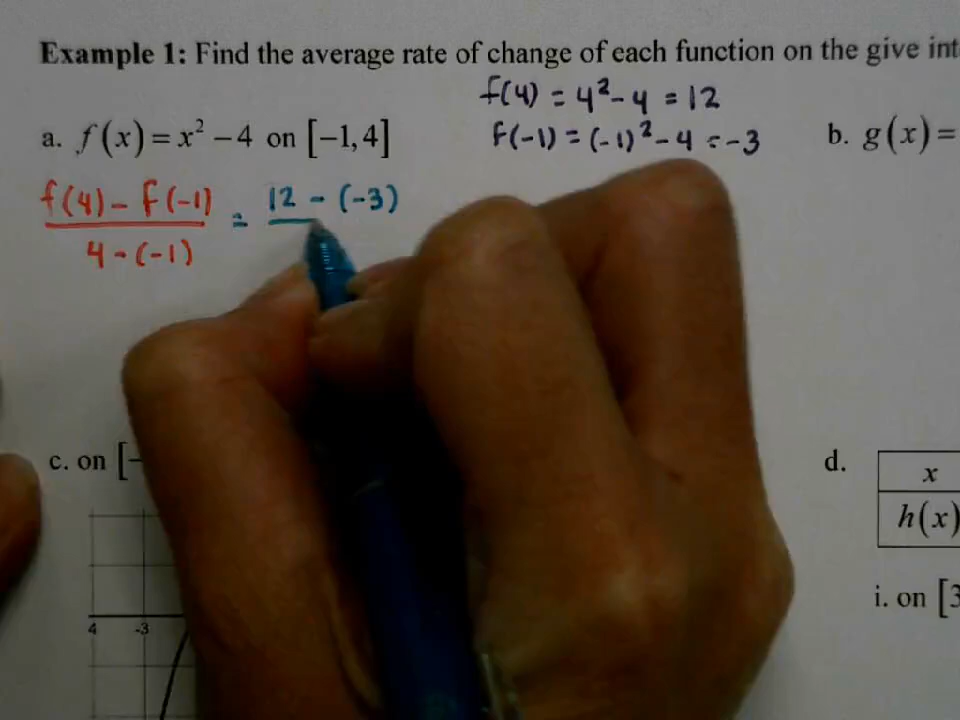 Example 1: Find the average rate of change of each function on the give int
f(4) = 4² - 4 = 12
a. f(x) = x² - 4 on [-1, 4]
f(-1) = (-1)² - 4 = -3
b. g(x) =
f(4) - f(-1) = 12 - (-3)
4 - (-1)
c. on [-
d.
x
h(x)
i. on [3
4 -3